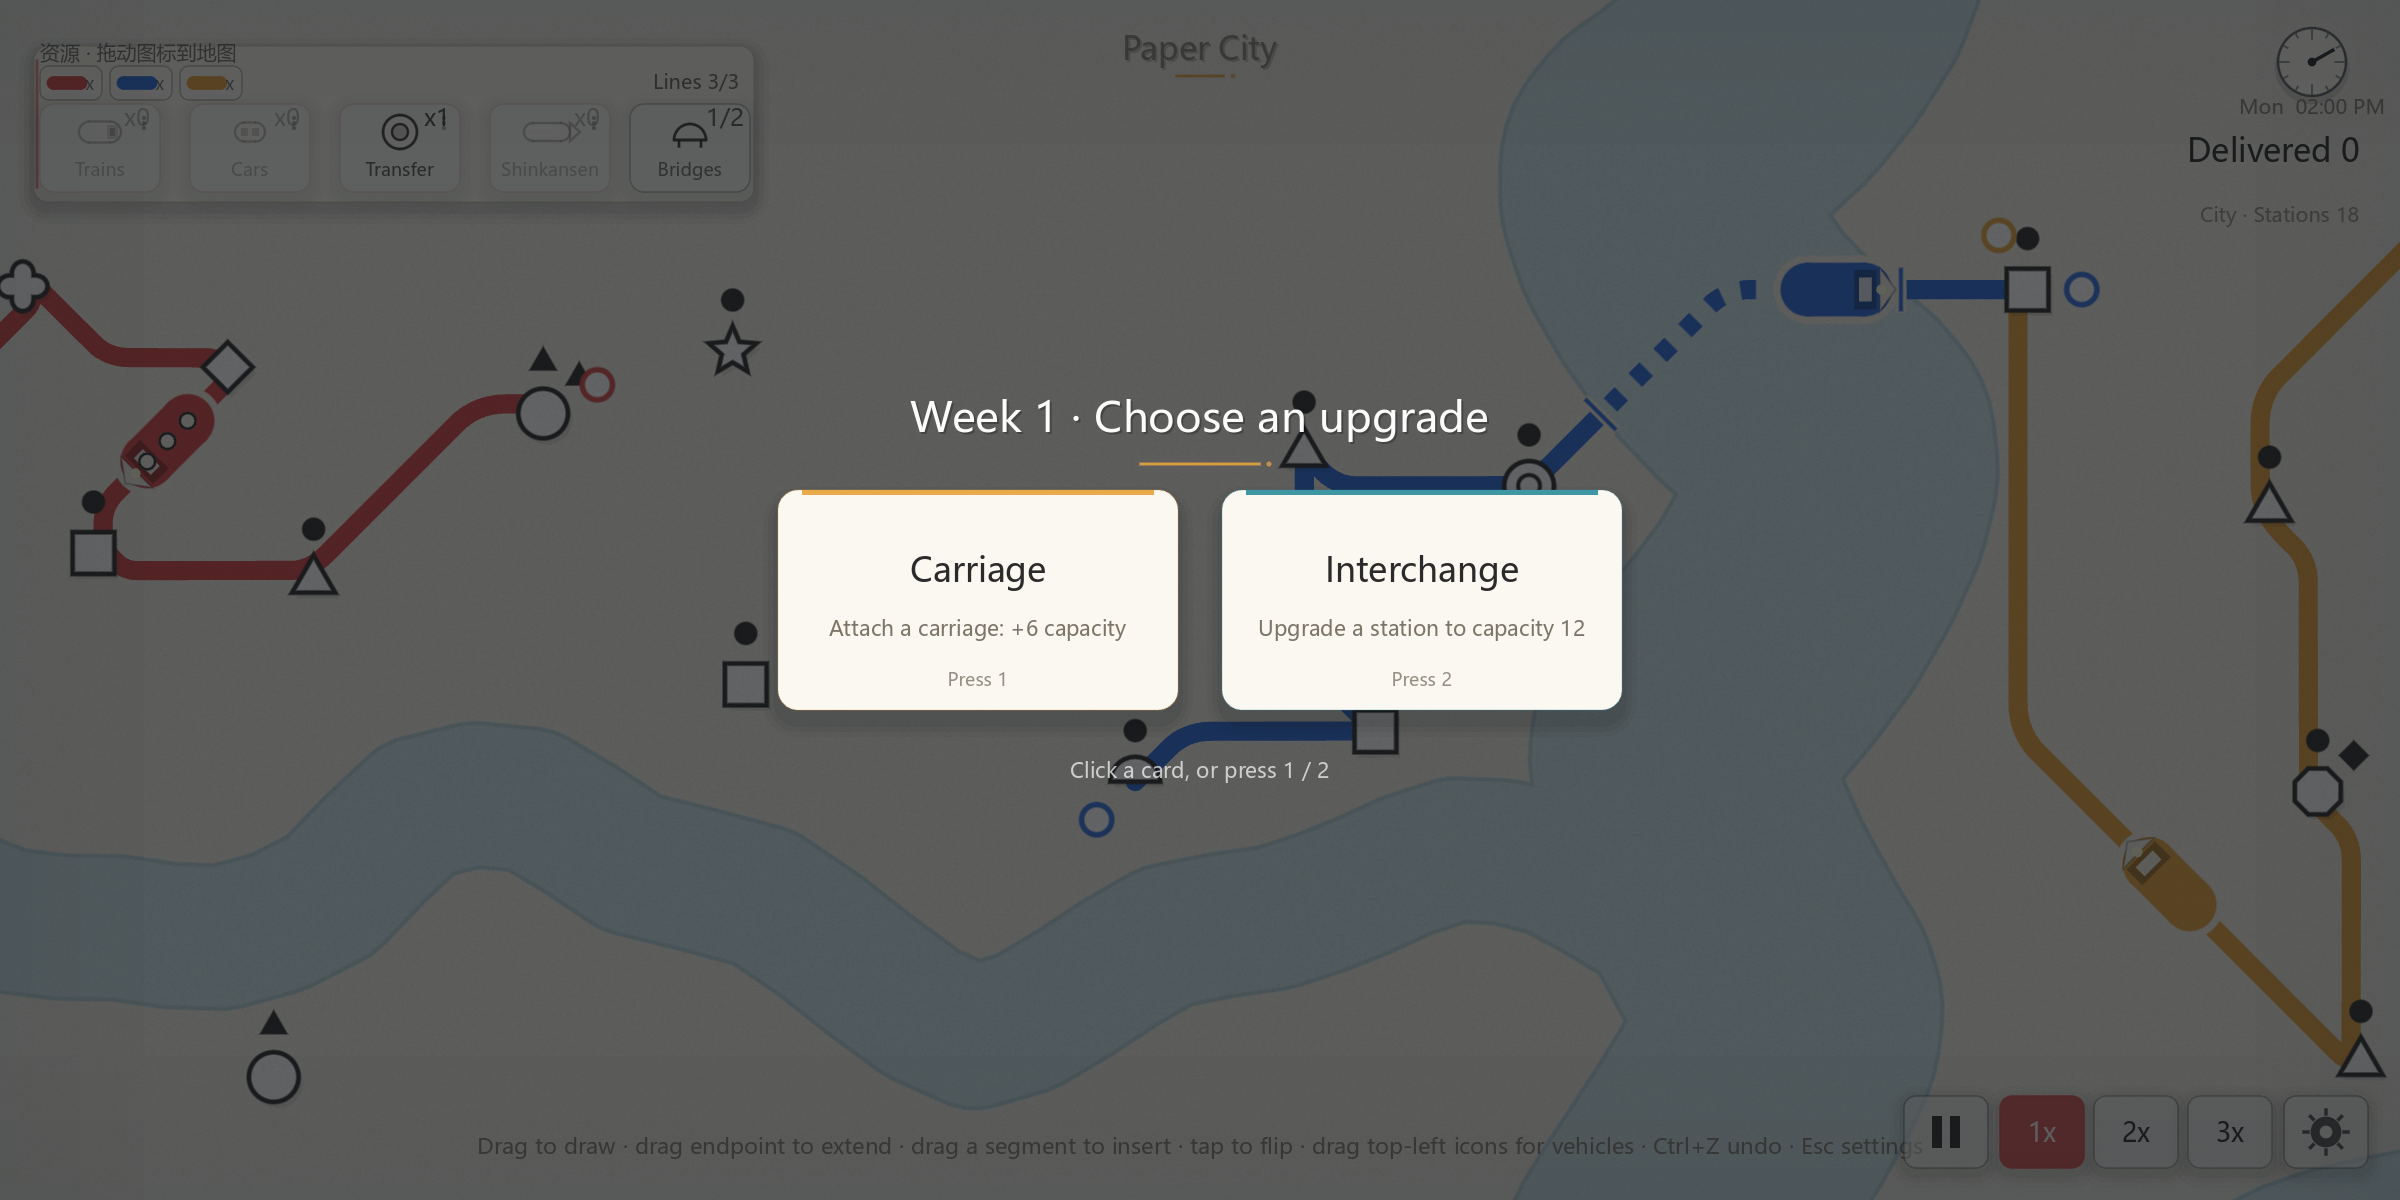 资源 · 拖动图标到地图
x x x
Lines 3/3
x0 x0 x1 x0 1/2
Trains Cars Transfer Shinkansen Bridges
Paper City
Mon 02:00 PM
Delivered 0
City · Stations 18
Week 1 · Choose an upgrade
Carriage
Attach a carriage: +6 capacity
Press 1
Interchange
Upgrade a station to capacity 12
Press 2
Click a card, or press 1 / 2
Drag to draw · drag endpoint to extend · drag a segment to insert · tap to flip · drag top-left icons for vehicles · Ctrl+Z undo · Esc settings
1x 2x 3x